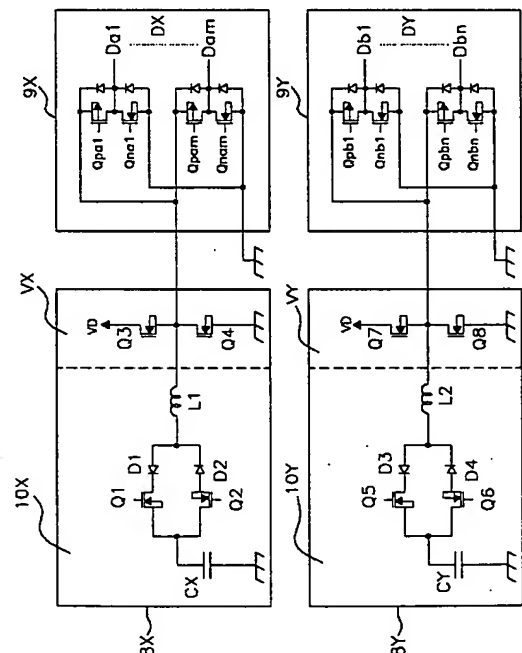 9X
Da1
DX
Dam
Qpa1
Qna1
Qpam
Qnam
VX
VD
Q3
Q4
10X
L1
D1
Q1
D2
Q2
CX
9Y
Db1
DY
Dbn
Qpb1
Qnb1
Qpbn
Qnbn
VY
VD
Q7
Q8
10Y
L2
D3
Q5
D4
Q6
CY
8Y